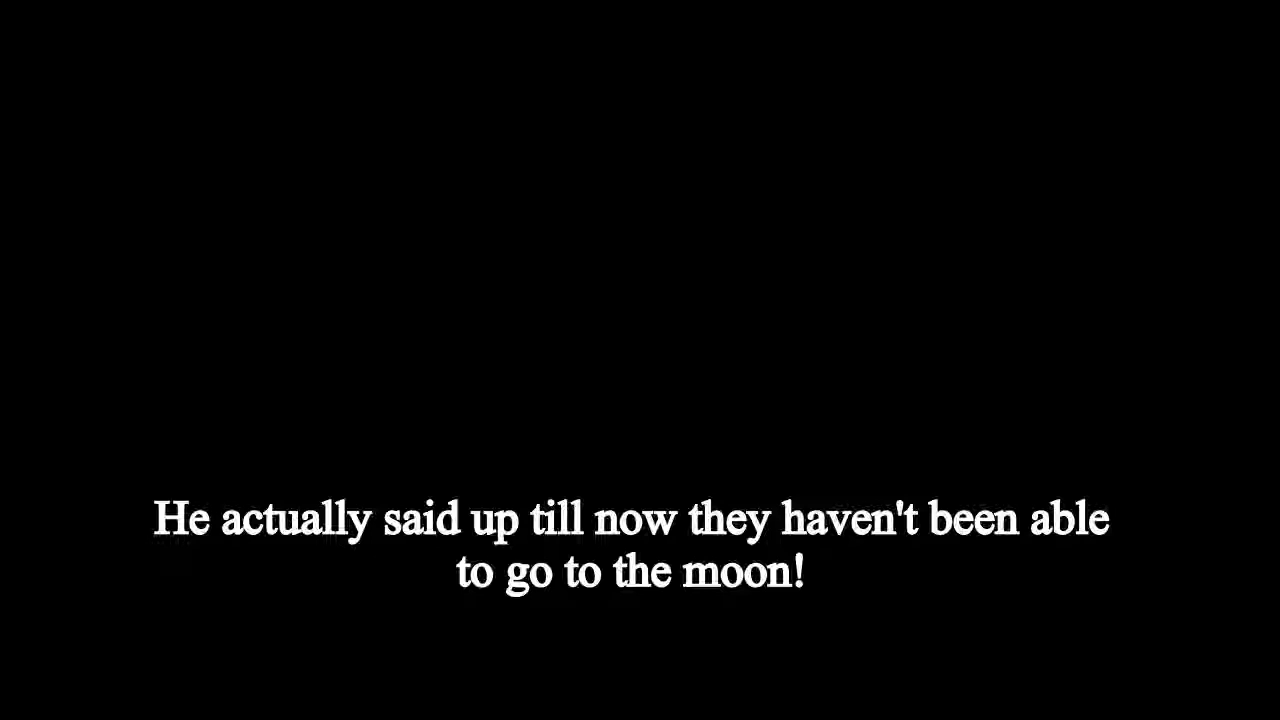 He actually said up till now they haven't been able
to go to the moon!